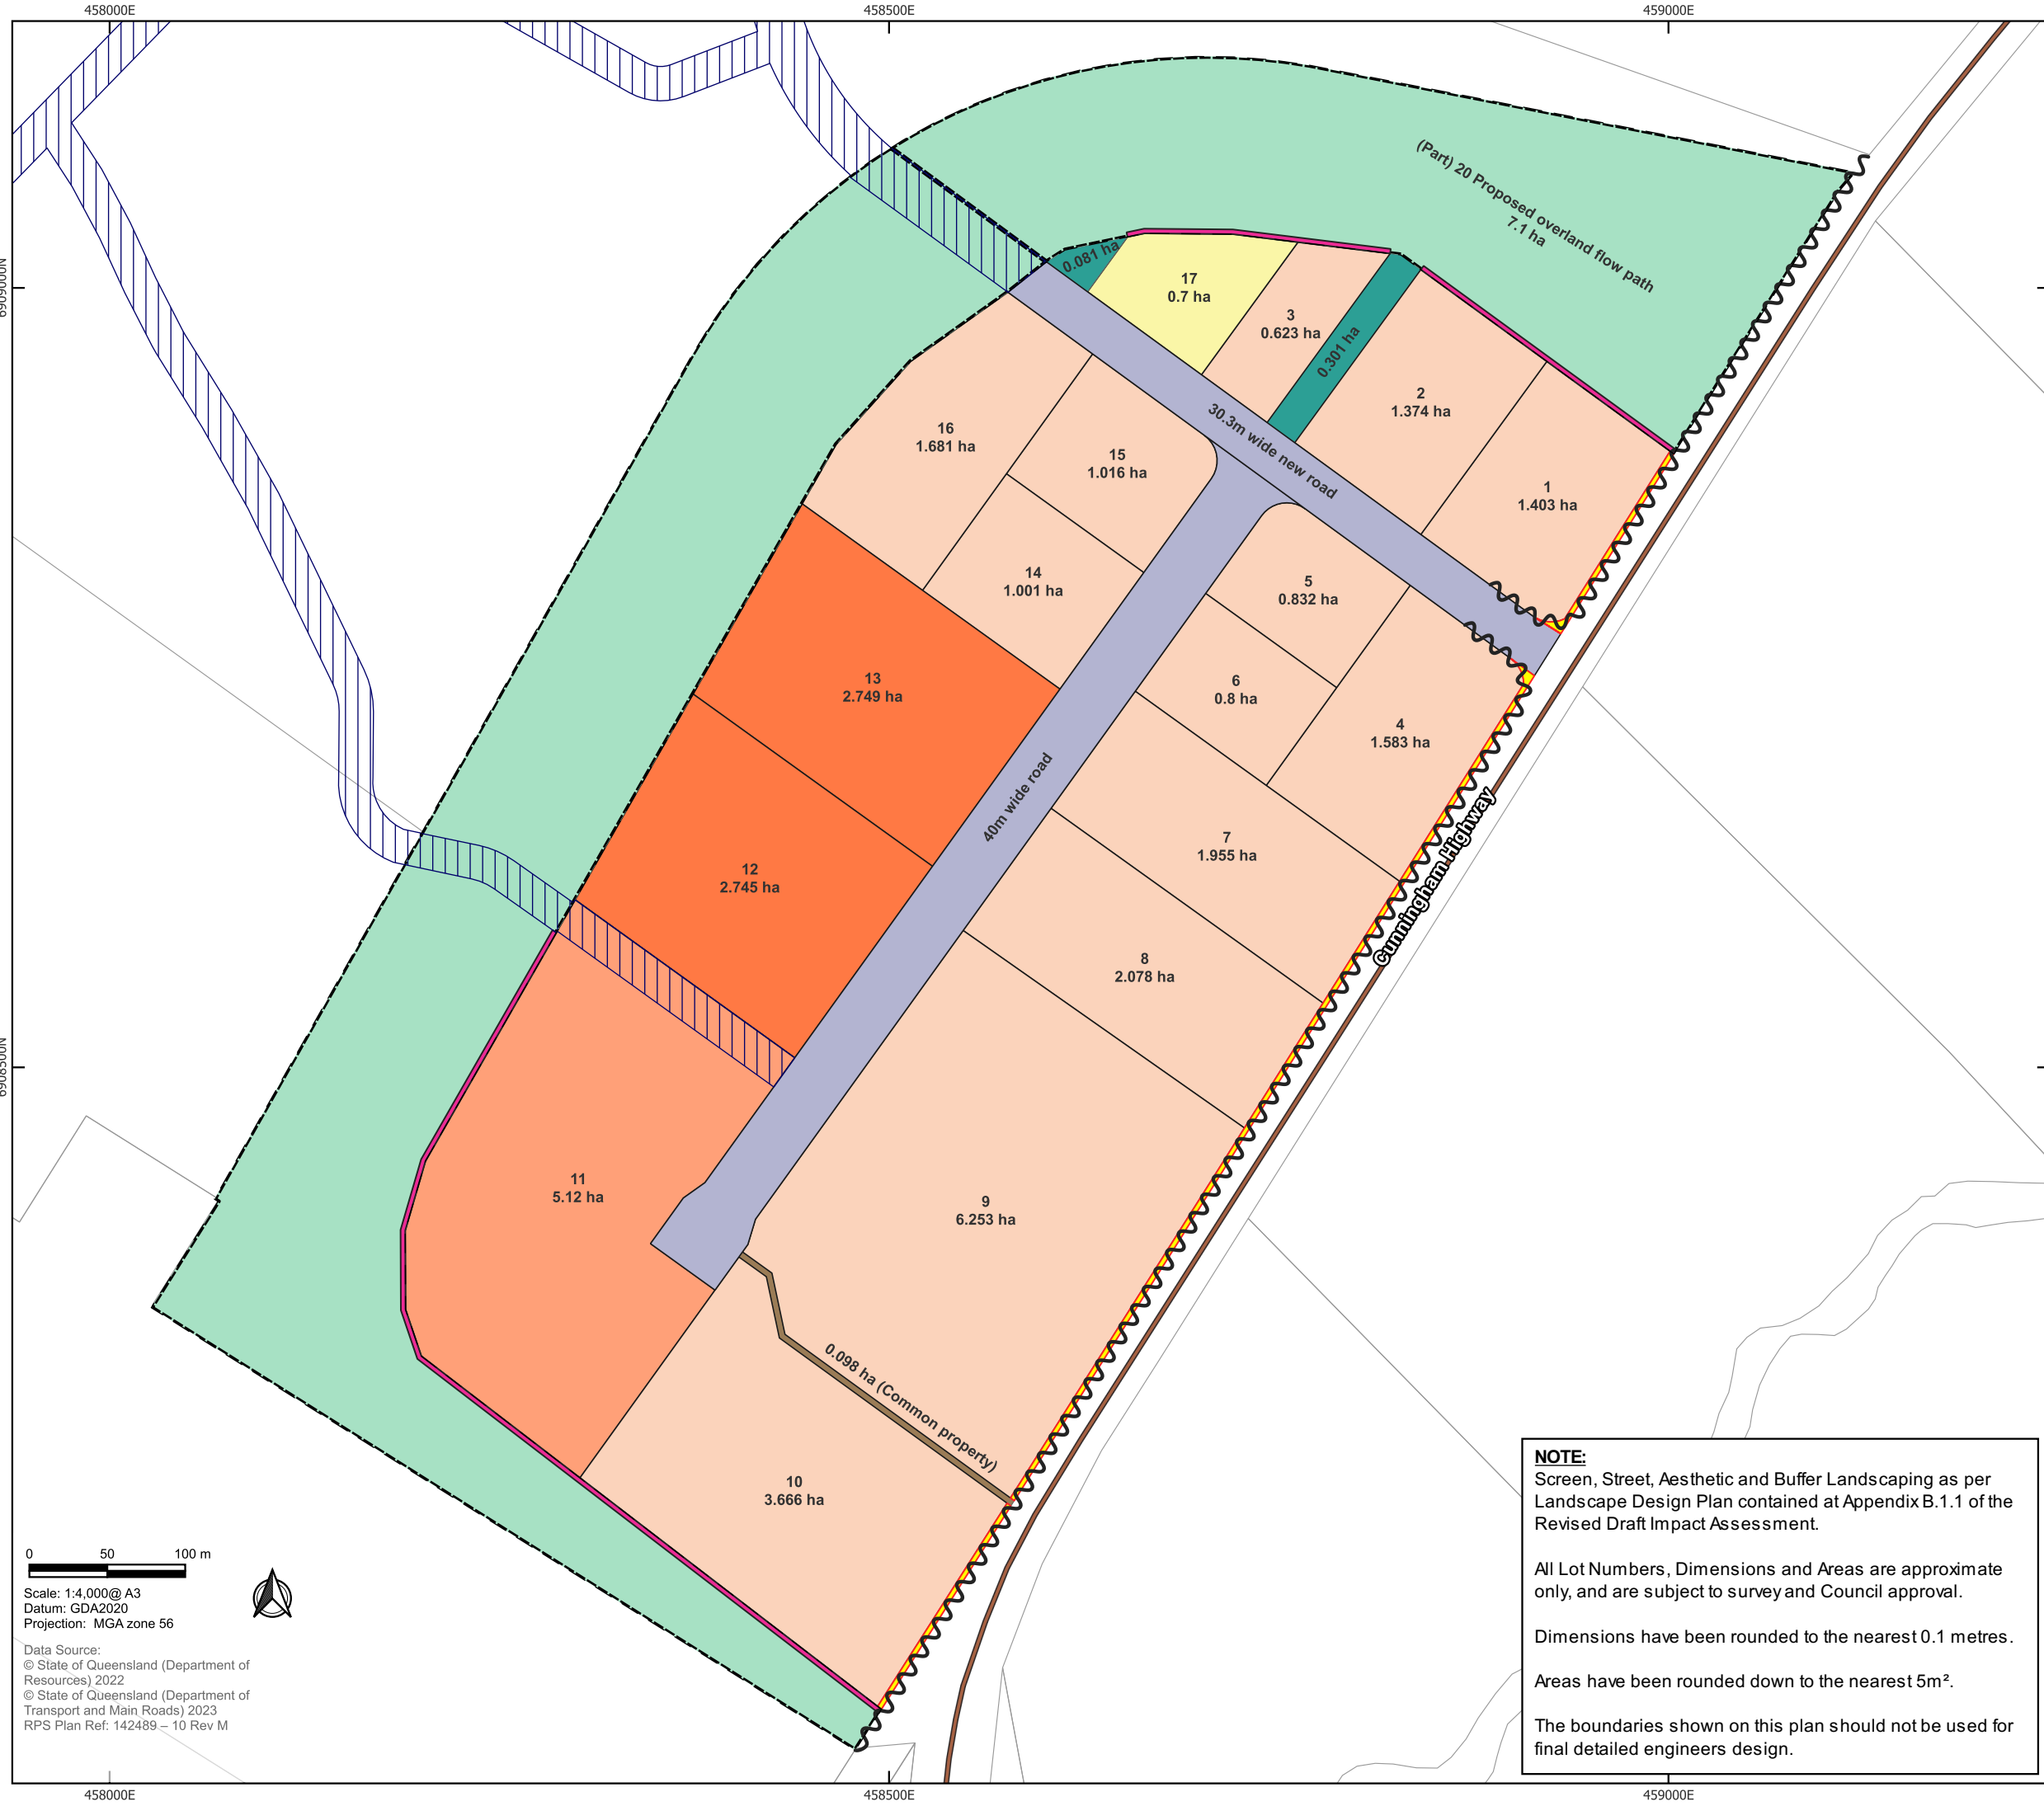 458000E
458500E
459000E
6909000N
6908500N
(Part) 20 Proposed overland flow path
7.1 ha
0.081 ha
17
0.7 ha
3
0.623 ha
0.301 ha
2
1.374 ha
1
1.403 ha
30.3m wide new road
16
1.681 ha
15
1.016 ha
14
1.001 ha
5
0.832 ha
6
0.8 ha
4
1.583 ha
13
2.749 ha
12
2.745 ha
40m wide road
7
1.955 ha
8
2.078 ha
Cunningham Highway
11
5.12 ha
9
6.253 ha
0.098 ha (Common property)
10
3.666 ha
0 50 100 m
Scale: 1:4,000@ A3
Datum: GDA2020
Projection: MGA zone 56
Data Source:
© State of Queensland (Department of
Resources) 2022
© State of Queensland (Department of
Transport and Main Roads) 2023
RPS Plan Ref: 142489 – 10 Rev M
NOTE:
Screen, Street, Aesthetic and Buffer Landscaping as per
Landscape Design Plan contained at Appendix B.1.1 of the
Revised Draft Impact Assessment.
All Lot Numbers, Dimensions and Areas are approximate
only, and are subject to survey and Council approval.
Dimensions have been rounded to the nearest 0.1 metres.
Areas have been rounded down to the nearest 5m².
The boundaries shown on this plan should not be used for
final detailed engineers design.
458000E
458500E
459000E